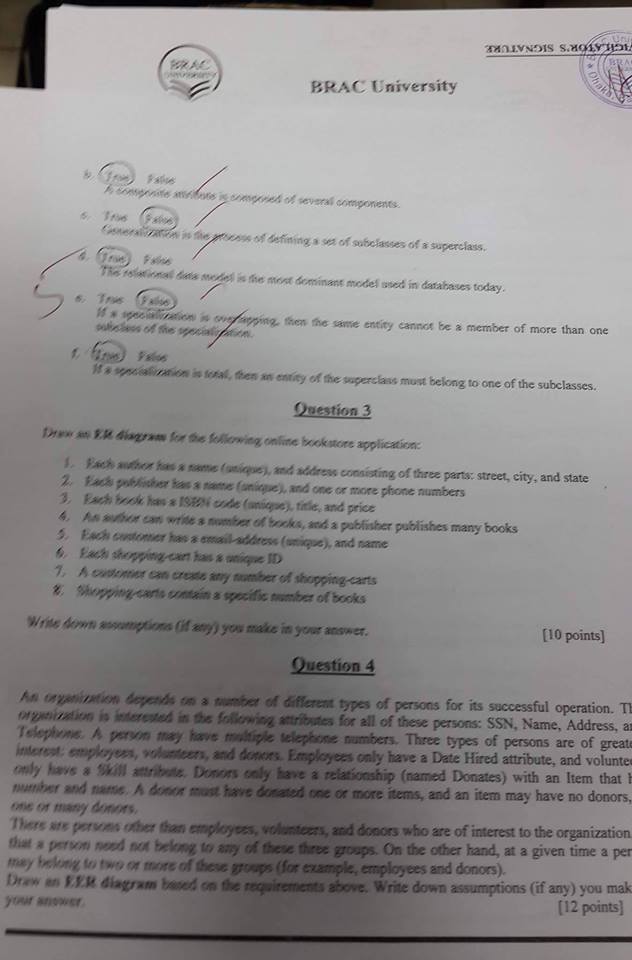 INVIGILATOR'S SIGNATURE
BRAC
UNIVERSITY
BRAC University
b. True False
A composite attribute is composed of several components.
c. True False
Generalization is the process of defining a set of subclasses of a superclass.
d. True False
The relational data model is the most dominant model used in databases today.
e. True False
If a specialization is overlapping, then the same entity cannot be a member of more than one
subclass of the specialization.
f. True False
If a specialization is total, then an entity of the superclass must belong to one of the subclasses.
Question 3
Draw an ER diagram for the following online bookstore application:
1. Each author has a name (unique), and address consisting of three parts: street, city, and state
2. Each publisher has a name (unique), and one or more phone numbers
3. Each book has a ISBN code (unique), title, and price
4. An author can write a number of books, and a publisher publishes many books
5. Each customer has a email-address (unique), and name
6. Each shopping-cart has a unique ID
7. A customer can create any number of shopping-carts
8. Shopping-carts contain a specific number of books
Write down assumptions (if any) you make in your answer. [10 points]
Question 4
An organization depends on a number of different types of persons for its successful operation. Th
organization is interested in the following attributes for all of these persons: SSN, Name, Address, an
Telephone. A person may have multiple telephone numbers. Three types of persons are of greate
interest: employees, volunteers, and donors. Employees only have a Date Hired attribute, and voluntee
only have a Skill attribute. Donors only have a relationship (named Donates) with an Item that h
number and name. A donor must have donated one or more items, and an item may have no donors,
one or many donors.
There are persons other than employees, volunteers, and donors who are of interest to the organization
that a person need not belong to any of these three groups. On the other hand, at a given time a per
may belong to two or more of these groups (for example, employees and donors).
Draw an EER diagram based on the requirements above. Write down assumptions (if any) you mak
your answer. [12 points]